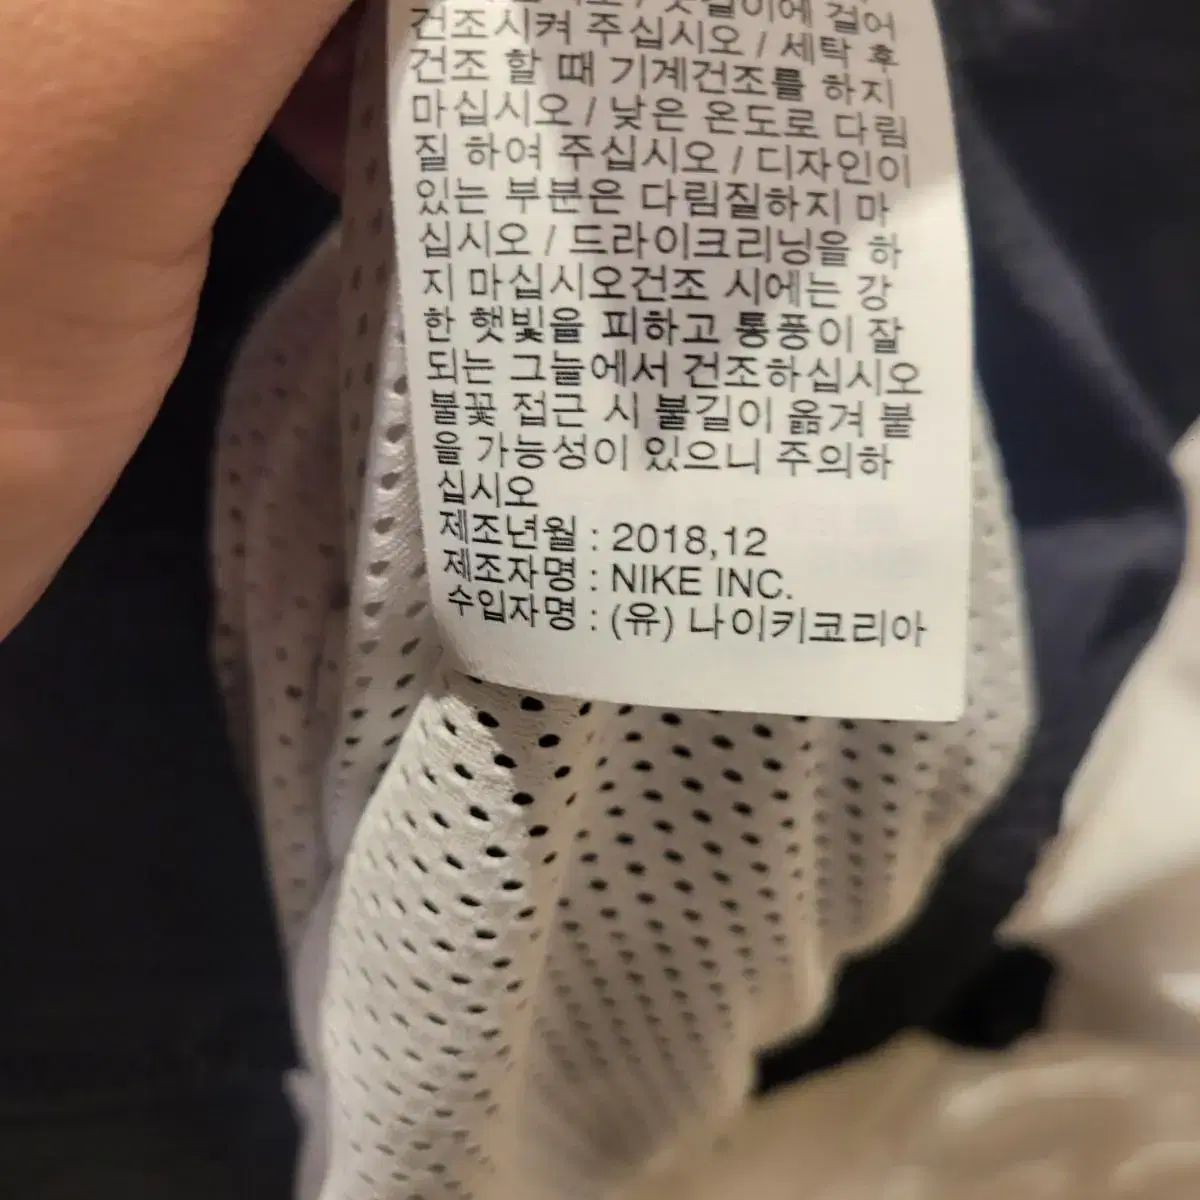 옷걸이에 걸어
건조시켜 주십시오 / 세탁 후
건조 할 때 기계건조를 하지
마십시오 / 낮은 온도로 다림
질 하여 주십시오 / 디자인이
있는 부분은 다림질하지 마
십시오 / 드라이크리닝을 하
지 마십시오건조 시에는 강
한 햇빛을 피하고 통풍이 잘
되는 그늘에서 건조하십시오
불꽃 접근 시 불길이 옮겨 붙
을 가능성이 있으니 주의하
십시오
제조년월 : 2018,12
제조자명 : NIKE INC.
수입자명 : (유) 나이키코리아